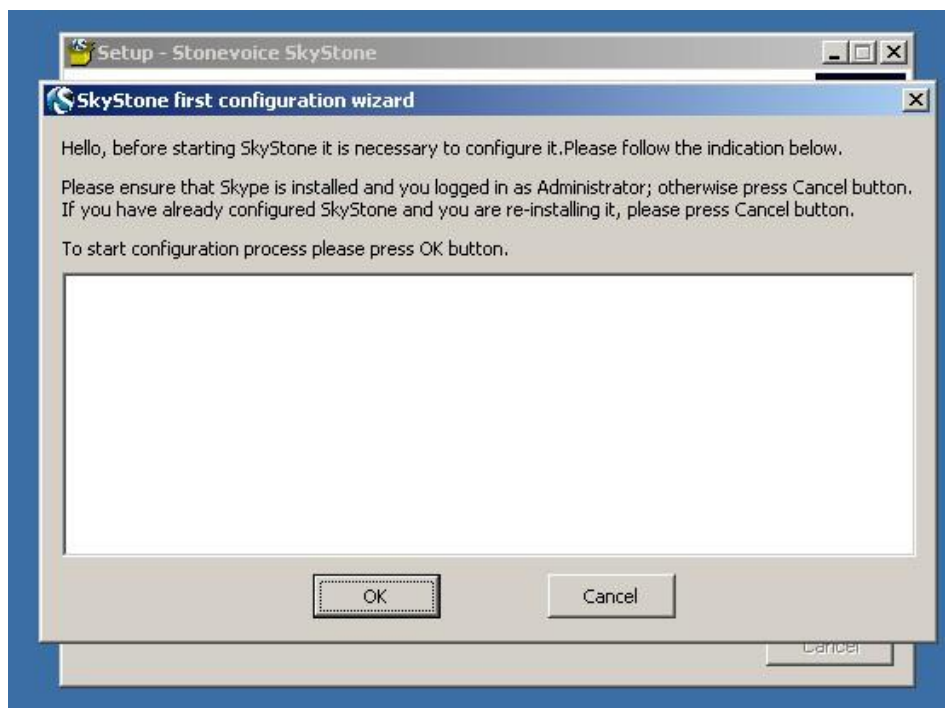 Setup - Stonevoice SkyStone
SkyStone first configuration wizard
Hello, before starting SkyStone it is necessary to configure it.Please follow the indication below.
Please ensure that Skype is installed and you logged in as Administrator; otherwise press Cancel button.
If you have already configured SkyStone and you are re-installing it, please press Cancel button.
To start configuration process please press OK button.
OK Cancel
Cancel